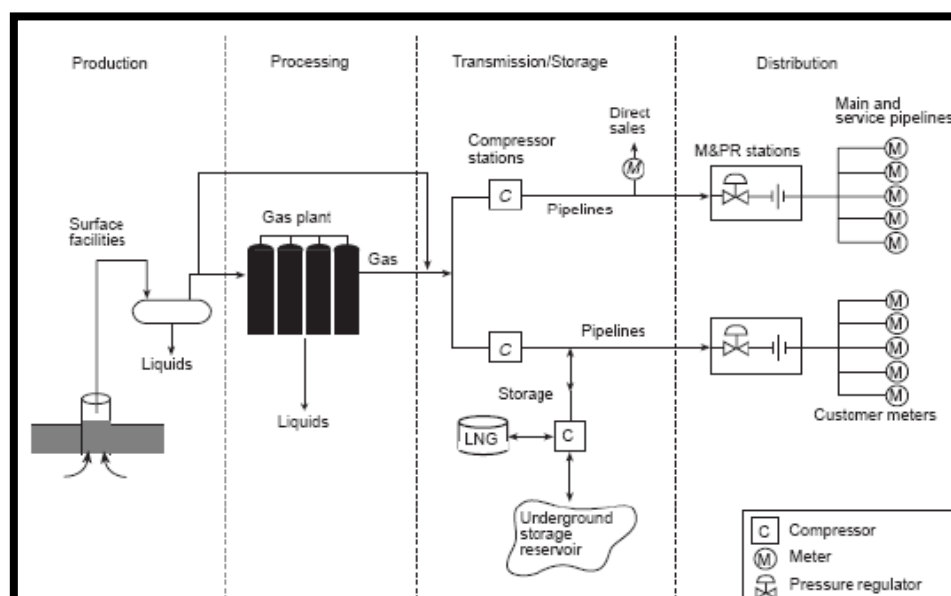 Production
Processing
Transmission/Storage
Distribution
Direct
sales
Main and
service pipelines
Compressor
stations
M&PR stations
M
M
M
M
M
M
C
Pipelines
Surface
facilities
Gas plant
Gas
Liquids
Liquids
C
Pipelines
M
M
M
M
M
Customer meters
Storage
LNG
C
Underground
storage
reservoir
C Compressor
M Meter
Pressure regulator